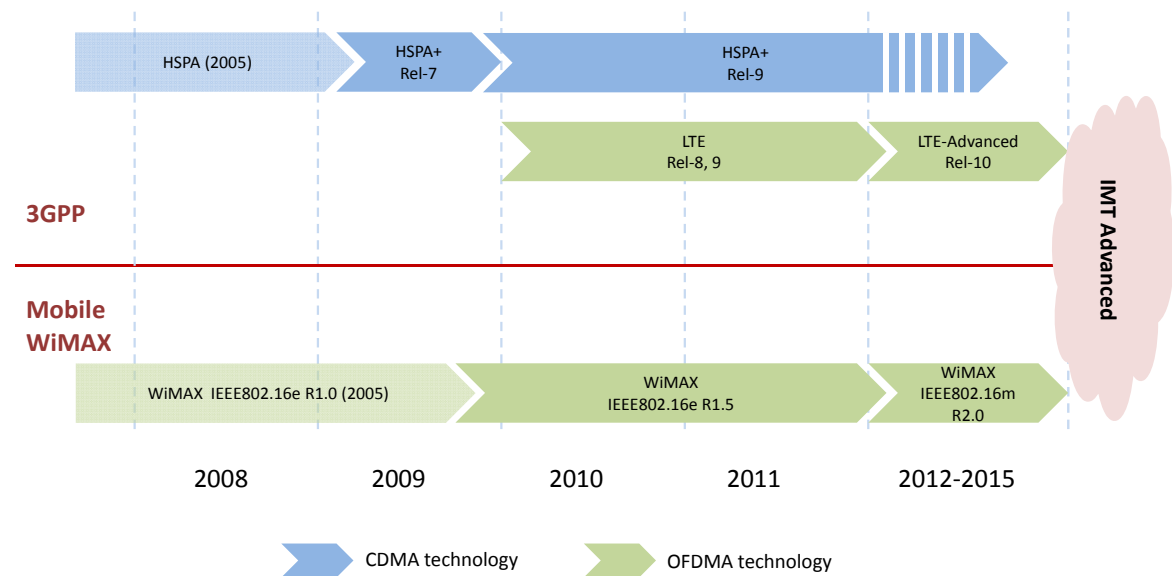 HSPA (2005)
HSPA+
Rel-7
HSPA+
Rel-9
LTE
Rel-8, 9
LTE-Advanced
Rel-10
3GPP
IMT Advanced
Mobile
WiMAX
WiMAX IEEE802.16e R1.0 (2005)
WiMAX
IEEE802.16e R1.5
WiMAX
IEEE802.16m
R2.0
2008
2009
2010
2011
2012-2015
CDMA technology
OFDMA technology